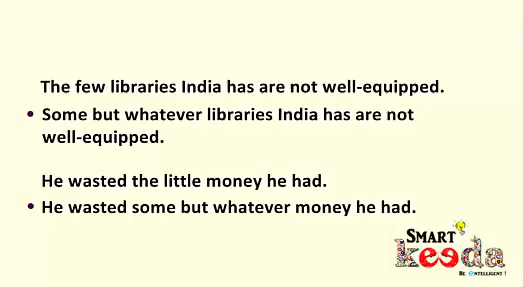 The few libraries India has are not well-equipped.
• Some but whatever libraries India has are not
well-equipped.
He wasted the little money he had.
• He wasted some but whatever money he had.
SMART
keeda
BE eNTELLIGENT !